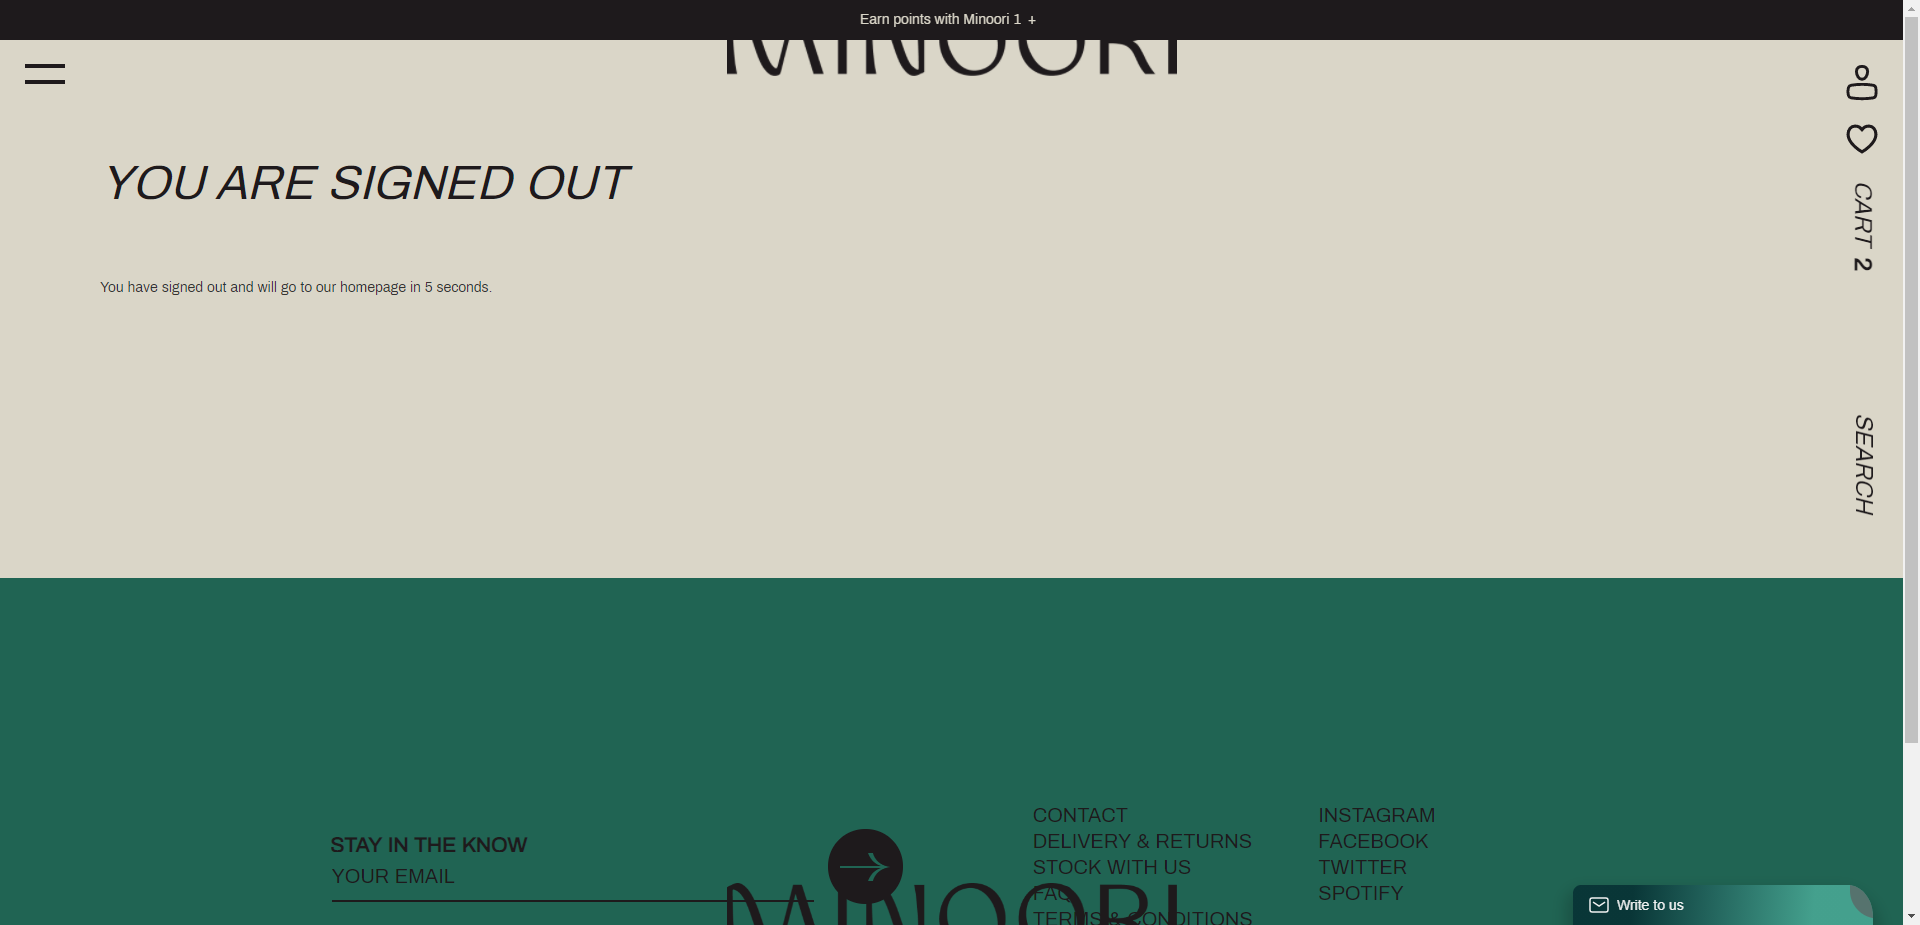 Earn points with Minoori 1 +
MINOORI
YOU ARE SIGNED OUT
You have signed out and will go to our homepage in 5 seconds.
CART 2
SEARCH
STAY IN THE KNOW
YOUR EMAIL
CONTACT
DELIVERY & RETURNS
STOCK WITH US
FAQ
TERMS & CONDITIONS
INSTAGRAM
FACEBOOK
TWITTER
SPOTIFY
MINOORI
Write to us